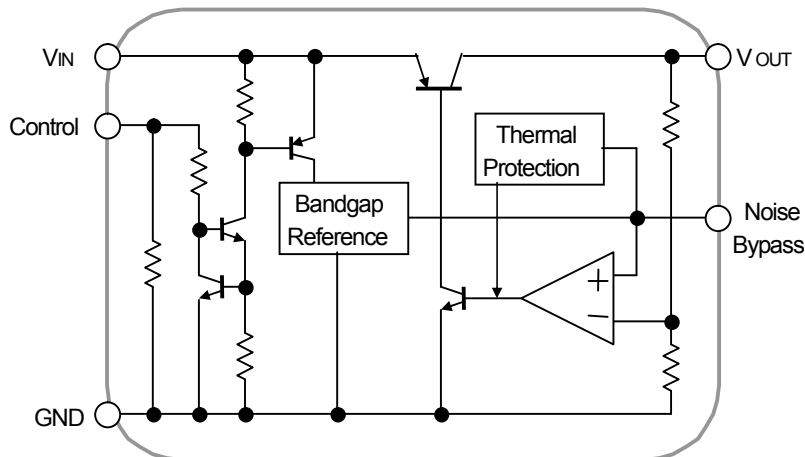 VIN
VOUT
Control
Thermal
Protection
Bandgap
Reference
Noise
Bypass
+
−
GND